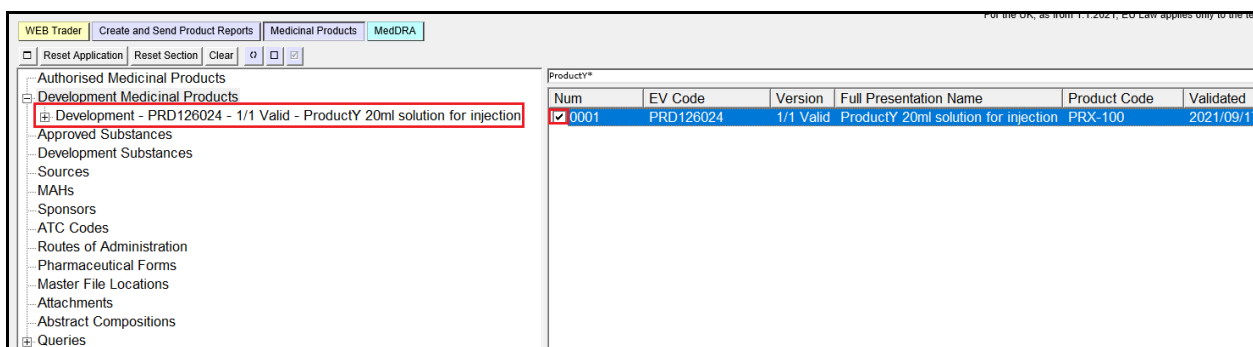 For the UK, as from 1.1.2021, EU Law applies only to the te
WEB Trader Create and Send Product Reports Medicinal Products MedDRA
Reset Application Reset Section Clear
Authorised Medicinal Products
Development Medicinal Products
Development - PRD126024 - 1/1 Valid - ProductY 20ml solution for injection
Approved Substances
Development Substances
Sources
MAHs
Sponsors
ATC Codes
Routes of Administration
Pharmaceutical Forms
Master File Locations
Attachments
Abstract Compositions
Queries
ProductY*
Num EV Code Version Full Presentation Name Product Code Validated
0001 PRD126024 1/1 Valid ProductY 20ml solution for injection PRX-100 2021/09/17